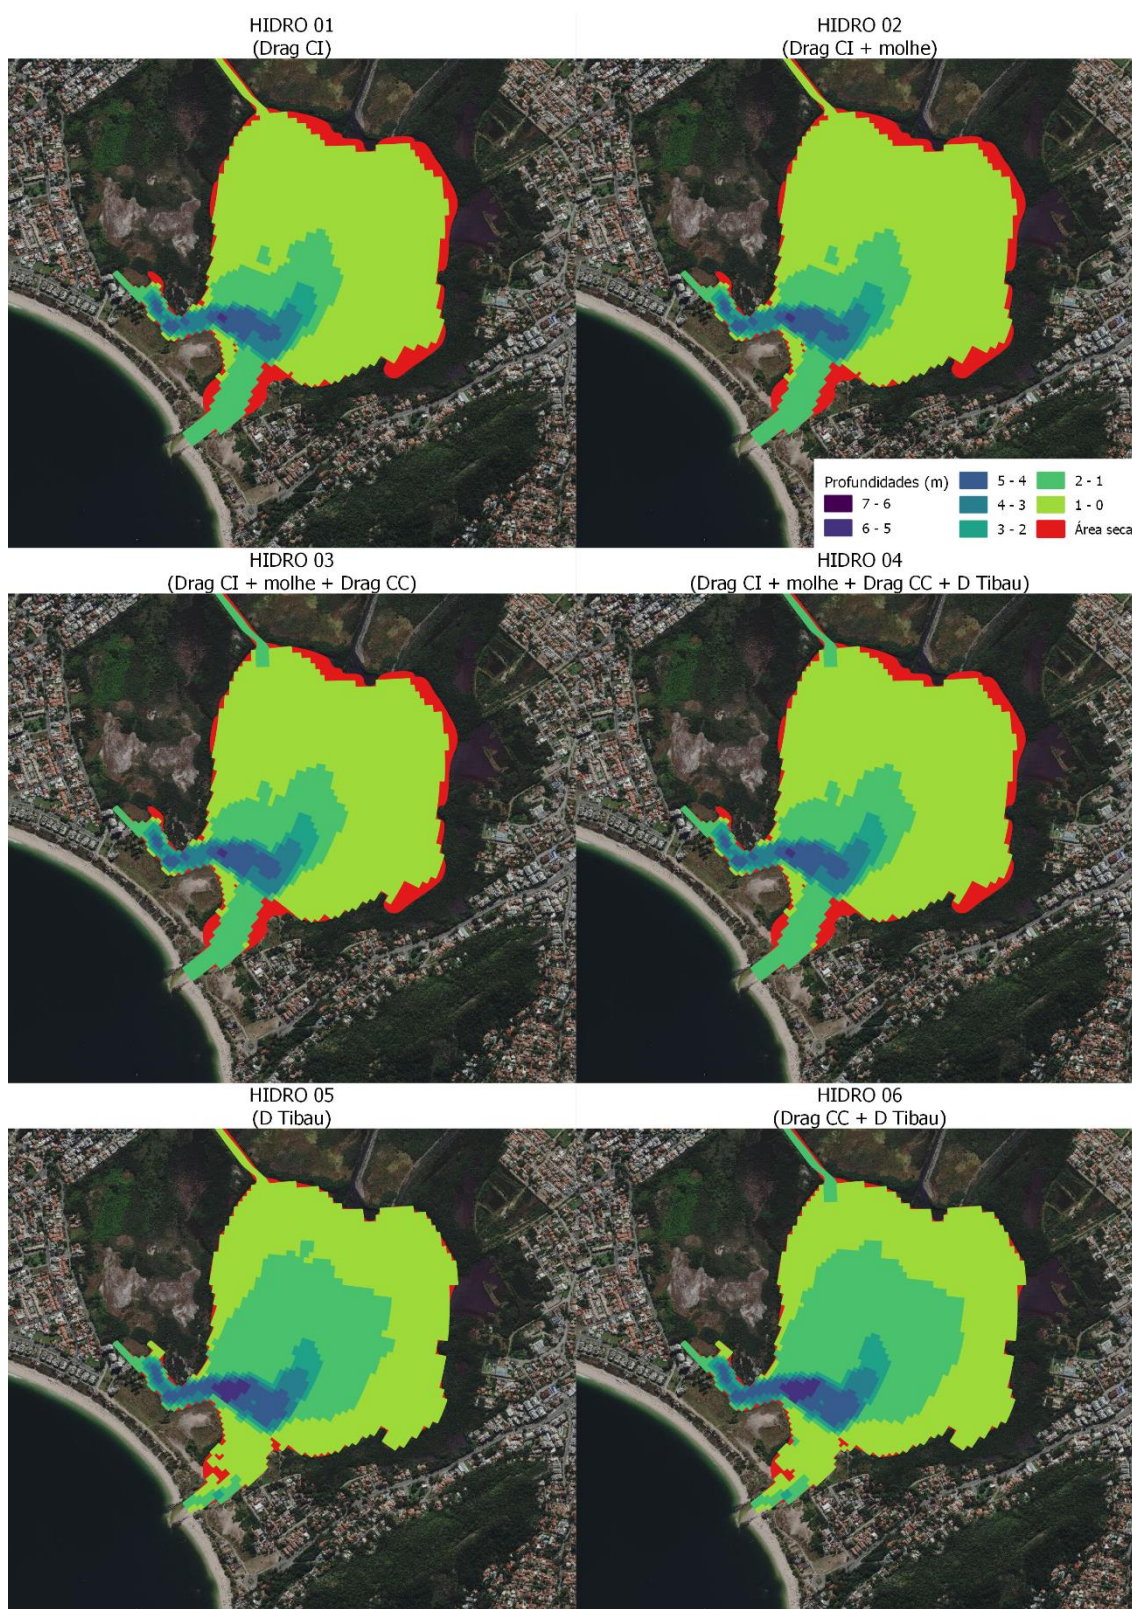 HIDRO 01
(Drag CI)
HIDRO 02
(Drag CI + molhe)
Profundidades (m)
7 - 6
6 - 5
5 - 4
4 - 3
3 - 2
2 - 1
1 - 0
Área seca
HIDRO 03
(Drag CI + molhe + Drag CC)
HIDRO 04
(Drag CI + molhe + Drag CC + D Tibau)
HIDRO 05
(D Tibau)
HIDRO 06
(Drag CC + D Tibau)